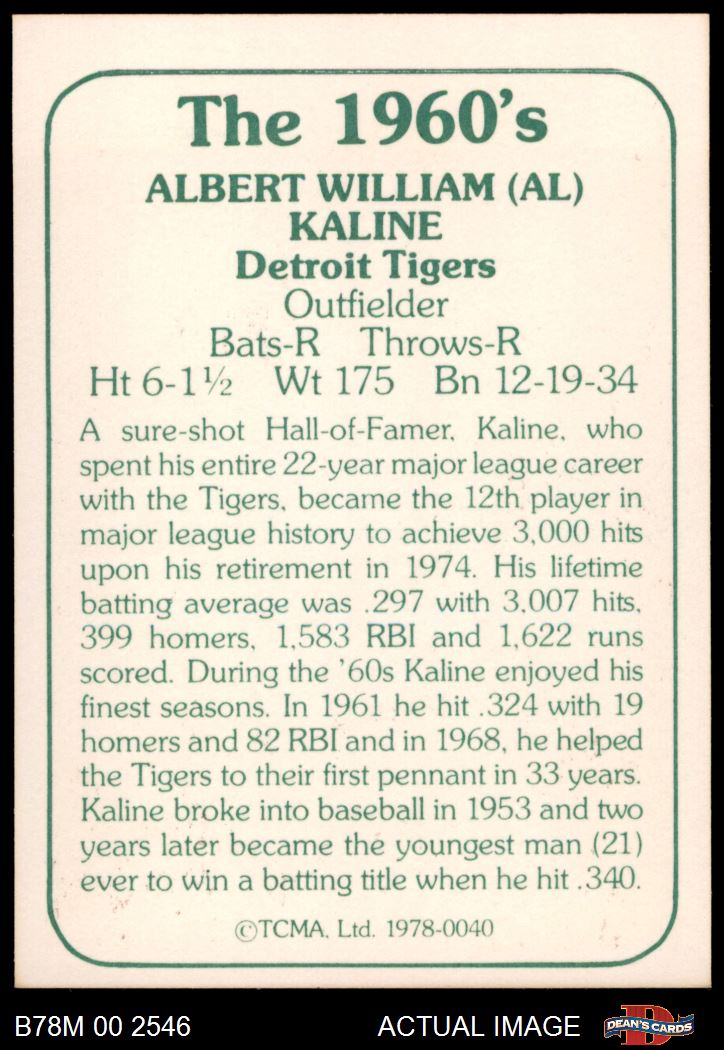 The 1960's
ALBERT WILLIAM (AL)
KALINE
Detroit Tigers
Outfielder
Bats-R Throws-R
Ht 6-1½ Wt 175 Bn 12-19-34
A sure-shot Hall-of-Famer, Kaline, who
spent his entire 22-year major league career
with the Tigers, became the 12th player in
major league history to achieve 3,000 hits
upon his retirement in 1974. His lifetime
batting average was .297 with 3,007 hits,
399 homers, 1,583 RBI and 1,622 runs
scored. During the '60s Kaline enjoyed his
finest seasons. In 1961 he hit .324 with 19
homers and 82 RBI and in 1968, he helped
the Tigers to their first pennant in 33 years.
Kaline broke into baseball in 1953 and two
years later became the youngest man (21)
ever to win a batting title when he hit .340.
©TCMA, Ltd. 1978-0040
B78M 00 2546 ACTUAL IMAGE DEAN'S CARDS